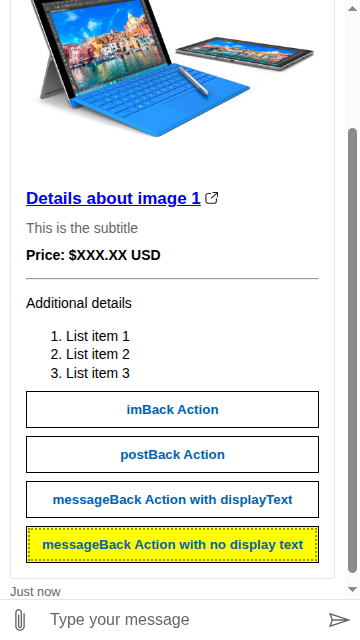 Details about image 1
This is the subtitle
Price: $XXX.XX USD
Additional details
1. List item 1
2. List item 2
3. List item 3
imBack Action
postBack Action
messageBack Action with displayText
messageBack Action with no display text
Just now
Type your message